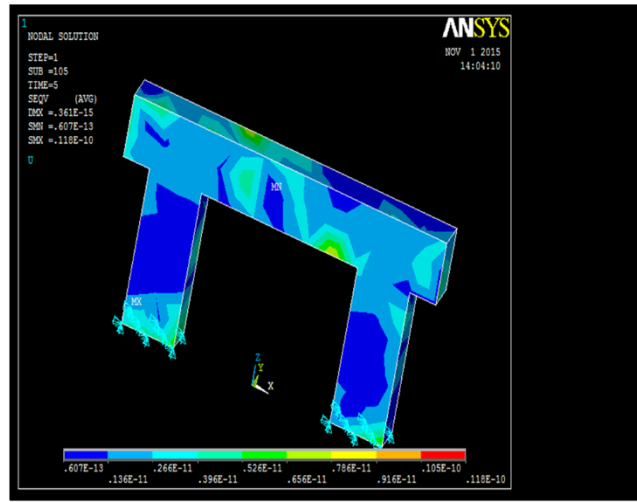 1
NODAL SOLUTION
STEP=1
SUB =105
TIME=5
SEQV (AVG)
DMX =.361E-15
SMN =.607E-13
SMX =.118E-10
U
ANSYS
NOV 1 2015
14:04:10
MN
MX
Z
Y
X
.607E-13 .266E-11 .526E-11 .786E-11 .105E-10
.136E-11 .396E-11 .656E-11 .916E-11 .118E-10